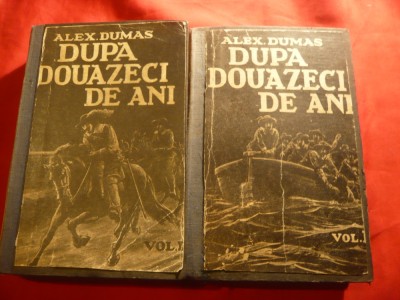 ALEX. DUMAS
DUPA
DOUAZECI
DE ANI
VOL.I
ALEX. DUMAS
DUPA
DOUAZECI
DE ANI
VOL.